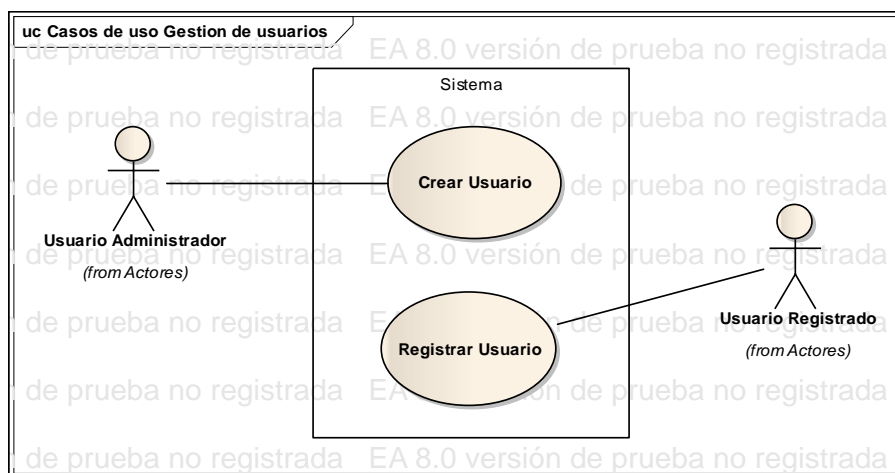 uc Casos de uso Gestion de usuarios
de prueba no registrada EA 8.0 versión de prueba no registrada
Sistema
de prueba no registrada EA 8.0 versión de prueba no registrada
Crear Usuario
de prueba no registrada de prueba no registrada
Usuario Administrador
de prueba no registrada EA 8.0 versión de prueba no registrada
(from Actores)
de prueba no registrada de prueba no registrada
Usuario Registrado
Registrar Usuario
(from Actores)
de prueba no registrada de prueba no registrada
de prueba no registrada EA 8.0 versión de prueba no registrada